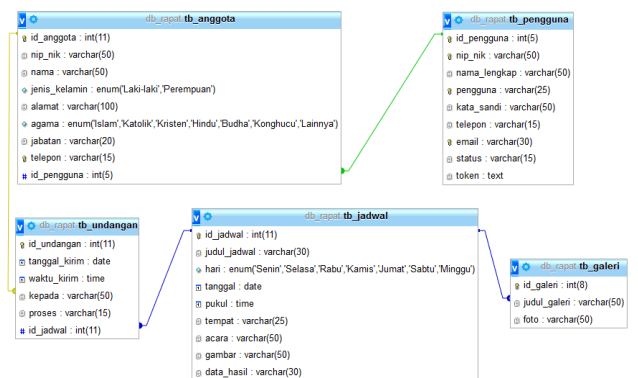 db_rapat tb_anggota
id_anggota : int(11)
nip_nik : varchar(50)
nama : varchar(50)
jenis_kelamin : enum('Laki-laki','Perempuan')
alamat : varchar(100)
agama : enum('Islam','Katolik','Kristen','Hindu','Budha','Konghucu','Lainnya')
jabatan : varchar(20)
telepon : varchar(15)
id_pengguna : int(5)
db_rapat tb_pengguna
id_pengguna : int(5)
nip_nik : varchar(50)
nama_lengkap : varchar(50)
pengguna : varchar(25)
kata_sandi : varchar(50)
telepon : varchar(15)
email : varchar(30)
status : varchar(15)
token : text
db_rapat tb_undangan
id_undangan : int(11)
tanggal_kirim : date
waktu_kirim : time
kepada : varchar(50)
proses : varchar(15)
id_jadwal : int(11)
db_rapat tb_jadwal
id_jadwal : int(11)
judul_jadwal : varchar(30)
hari : enum('Senin','Selasa','Rabu','Kamis','Jumat','Sabtu','Minggu')
tanggal : date
pukul : time
tempat : varchar(25)
acara : varchar(50)
gambar : varchar(50)
data_hasil : varchar(30)
db_rapat tb_galeri
id_galeri : int(8)
judul_galeri : varchar(50)
foto : varchar(50)